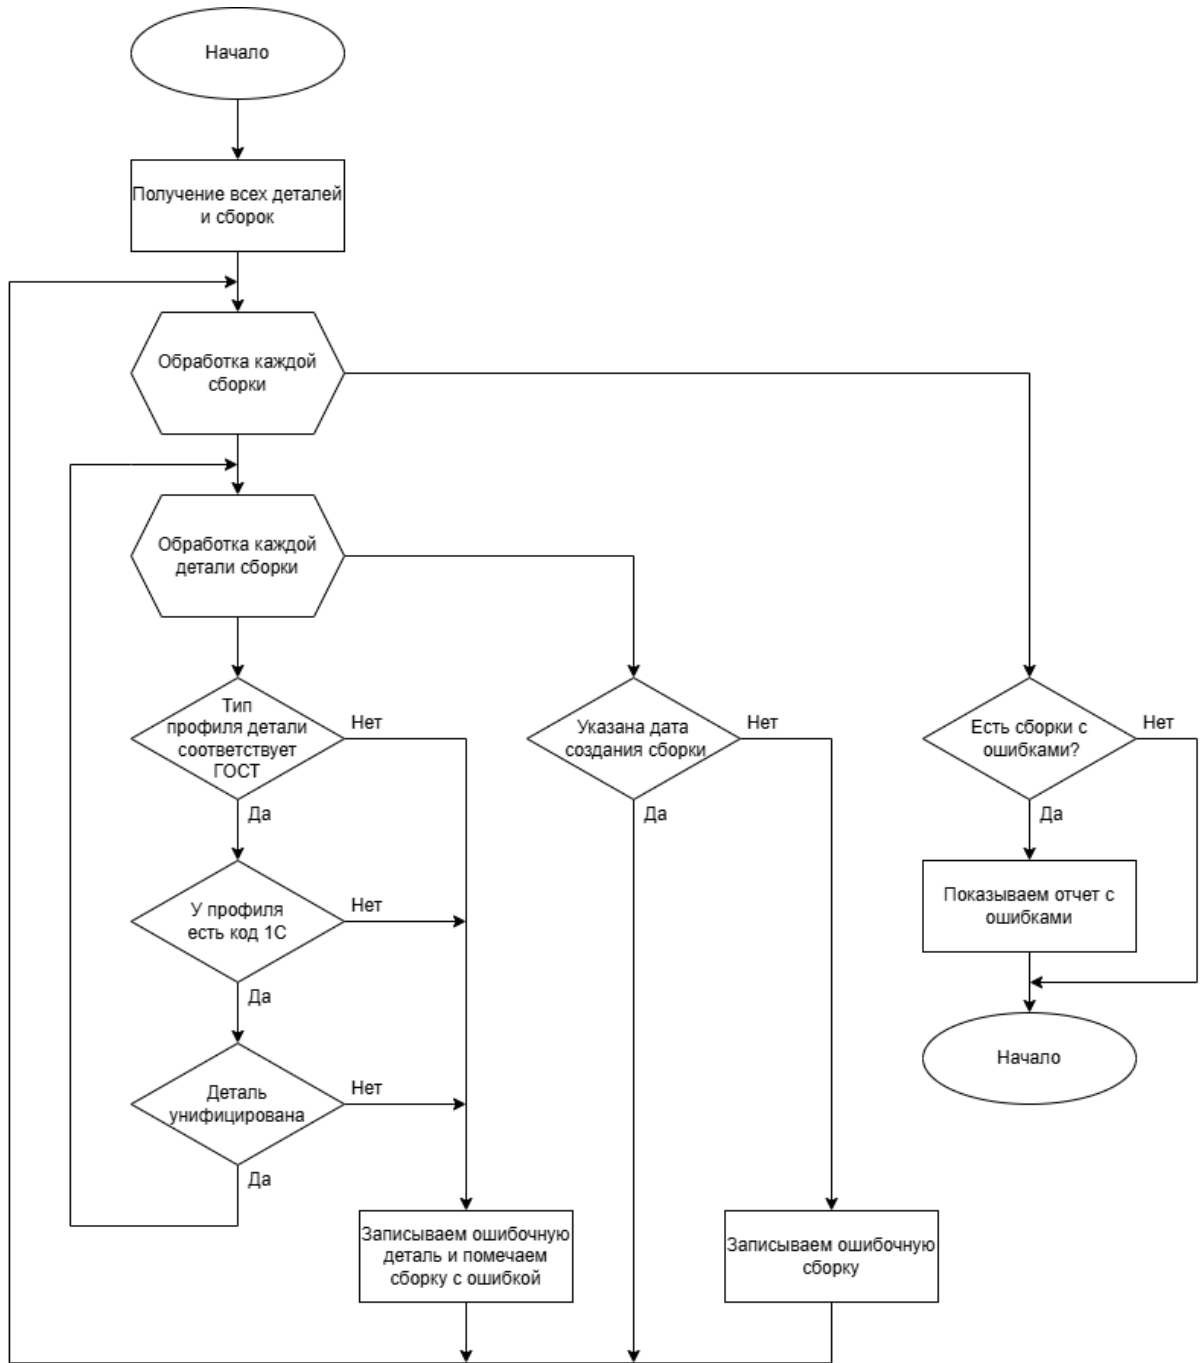 Начало
Получение всех деталей
и сборок
Обработка каждой
сборки
Обработка каждой
детали сборки
Тип
профиля детали
соответствует
ГОСТ
Нет
Да
У профиля
есть код 1С
Нет
Да
Деталь
унифицирована
Нет
Да
Записываем ошибочную
деталь и помечаем
сборку с ошибкой
Указана дата
создания сборки
Нет
Да
Записываем ошибочную
сборку
Есть сборки с
ошибками?
Нет
Да
Показываем отчет с
ошибками
Начало